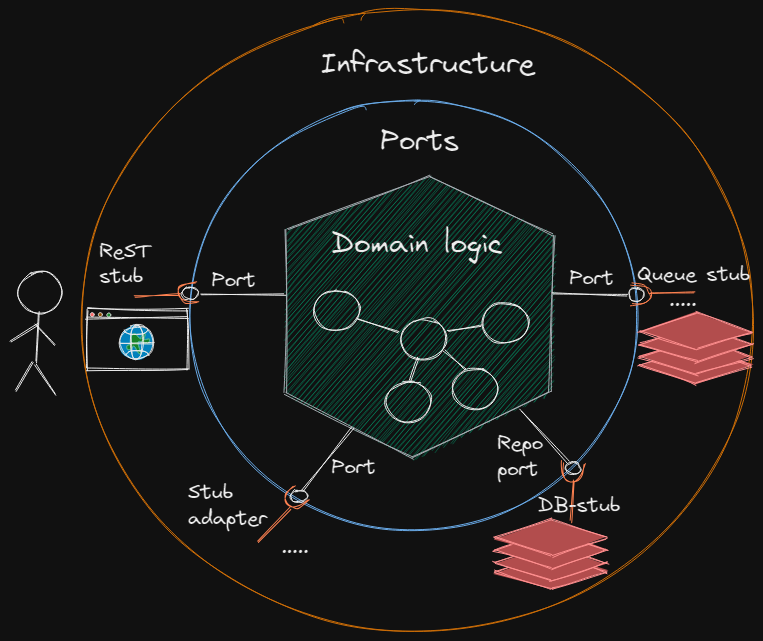 Infrastructure
Ports
Domain logic
ReST
stub
Port
Port
Queue stub
.....
Port
Repo
port
Stub
adapter
.....
DB-stub